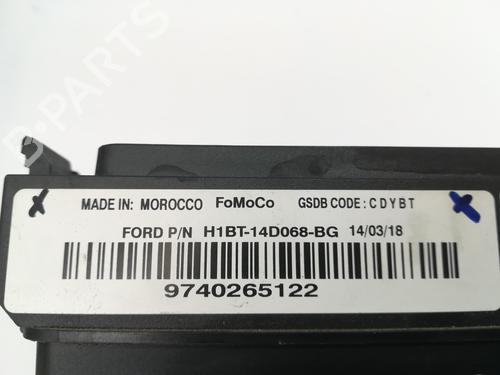 MADE IN: MOROCCO FoMoCo GSDB CODE: CDYBT
FORD P/N H1BT-14D068-BG 14/03/18
9740265122
B-PARTS